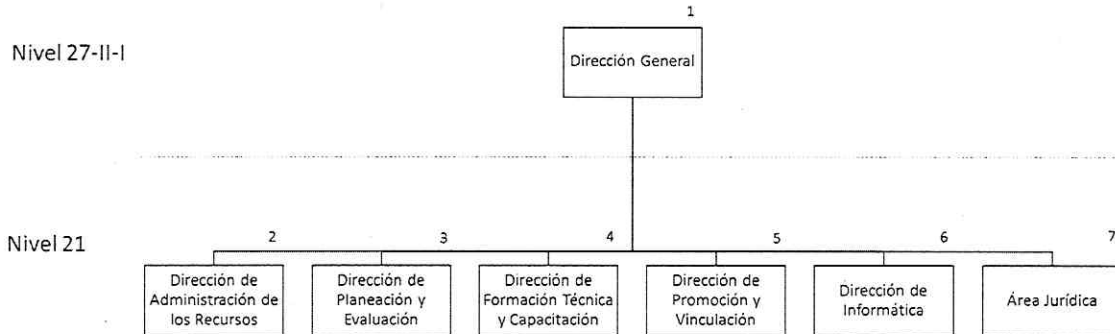 1
Nivel 27-II-I
Dirección General
Nivel 21
2
3
4
5
6
7
Dirección de
Administración de
los Recursos
Dirección de
Planeación y
Evaluación
Dirección de
Formación Técnica
y Capacitación
Dirección de
Promoción y
Vinculación
Dirección de
Informática
Área Jurídica